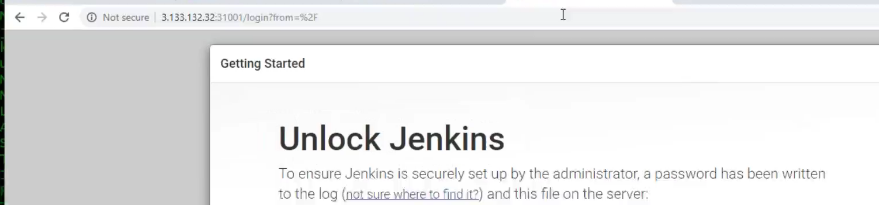 Not secure | 3.133.132.32:31001/login?from=%2F
Getting Started
Unlock Jenkins
To ensure Jenkins is securely set up by the administrator, a password has been written
to the log (not sure where to find it?) and this file on the server: